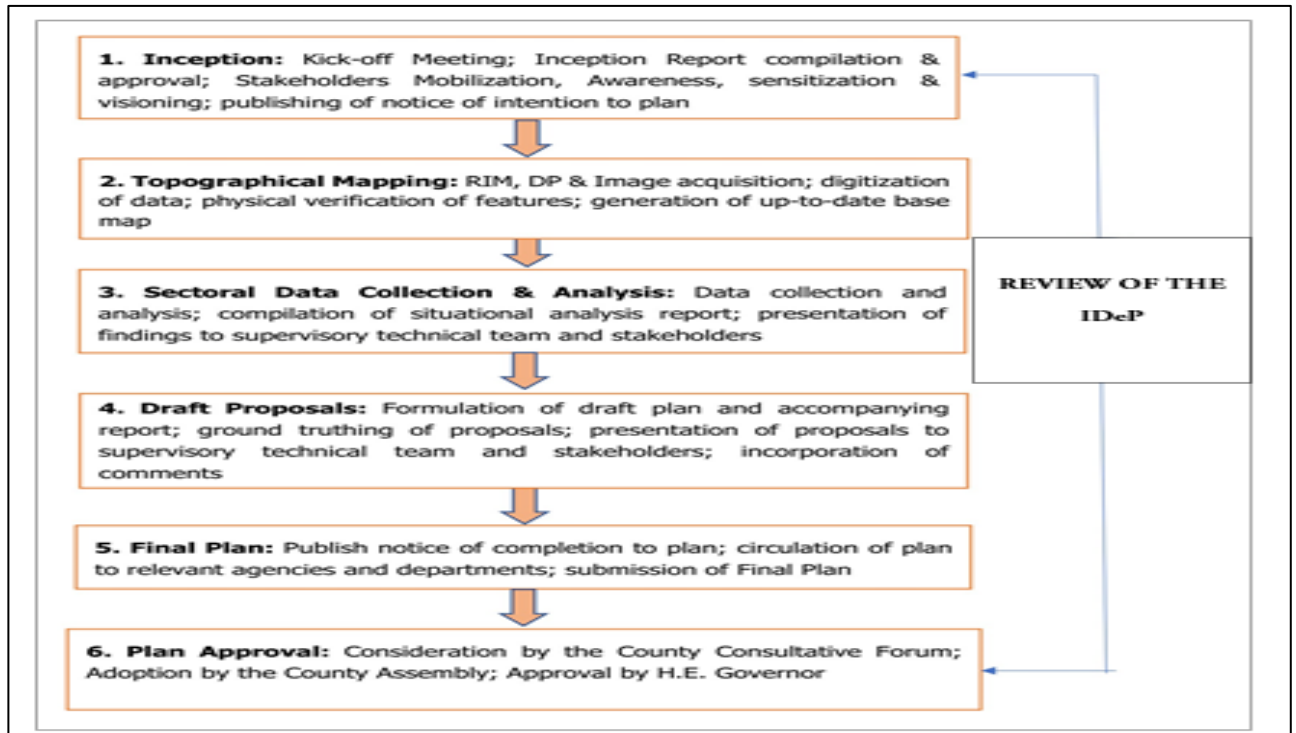 1. Inception: Kick-off Meeting; Inception Report compilation &
approval; Stakeholders Mobilization, Awareness, sensitization &
visioning; publishing of notice of intention to plan
2. Topographical Mapping: RIM, DP & Image acquisition; digitization
of data; physical verification of features; generation of up-to-date base
map
3. Sectoral Data Collection & Analysis: Data collection and
analysis; compilation of situational analysis report; presentation of
findings to supervisory technical team and stakeholders
4. Draft Proposals: Formulation of draft plan and accompanying
report; ground truthing of proposals; presentation of proposals to
supervisory technical team and stakeholders; incorporation of
comments
5. Final Plan: Publish notice of completion to plan; circulation of plan
to relevant agencies and departments; submission of Final Plan
6. Plan Approval: Consideration by the County Consultative Forum;
Adoption by the County Assembly; Approval by H.E. Governor
REVIEW OF THE
IDeP